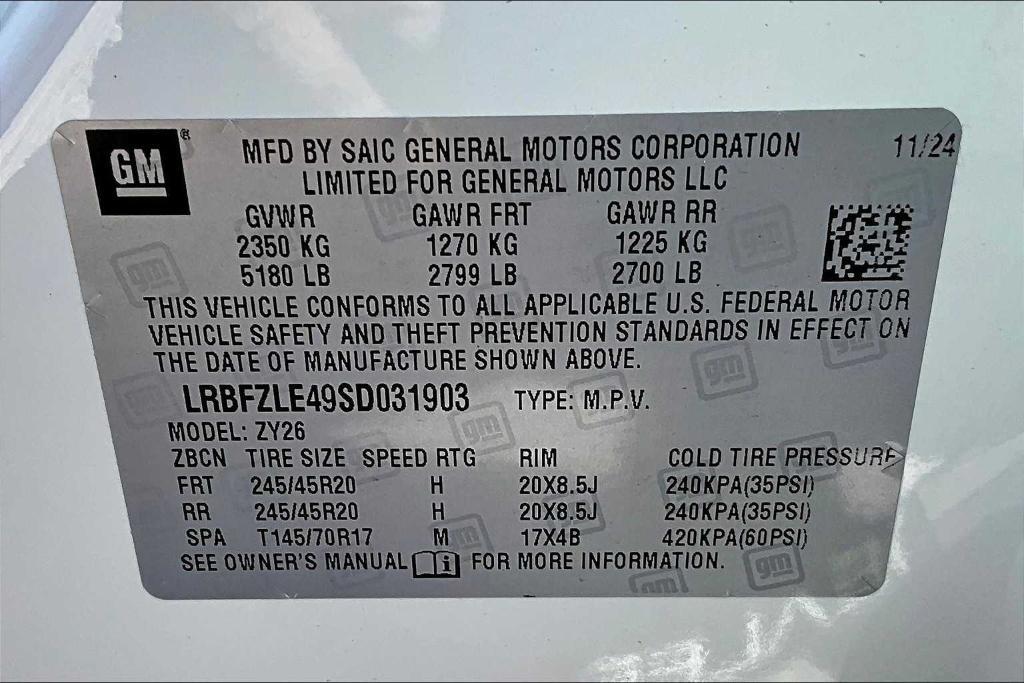 GM ®
MFD BY SAIC GENERAL MOTORS CORPORATION 11/24
LIMITED FOR GENERAL MOTORS LLC
GVWR GAWR FRT GAWR RR
2350 KG 1270 KG 1225 KG
5180 LB 2799 LB 2700 LB
THIS VEHICLE CONFORMS TO ALL APPLICABLE U.S. FEDERAL MOTOR
VEHICLE SAFETY AND THEFT PREVENTION STANDARDS IN EFFECT ON
THE DATE OF MANUFACTURE SHOWN ABOVE.
LRBFZLE49SD031903 TYPE: M.P.V.
MODEL: ZY26
ZBCN TIRE SIZE SPEED RTG RIM COLD TIRE PRESSURE
FRT 245/45R20 H 20X8.5J 240KPA(35PSI)
RR 245/45R20 H 20X8.5J 240KPA(35PSI)
SPA T145/70R17 M 17X4B 420KPA(60PSI)
SEE OWNER'S MANUAL i FOR MORE INFORMATION.